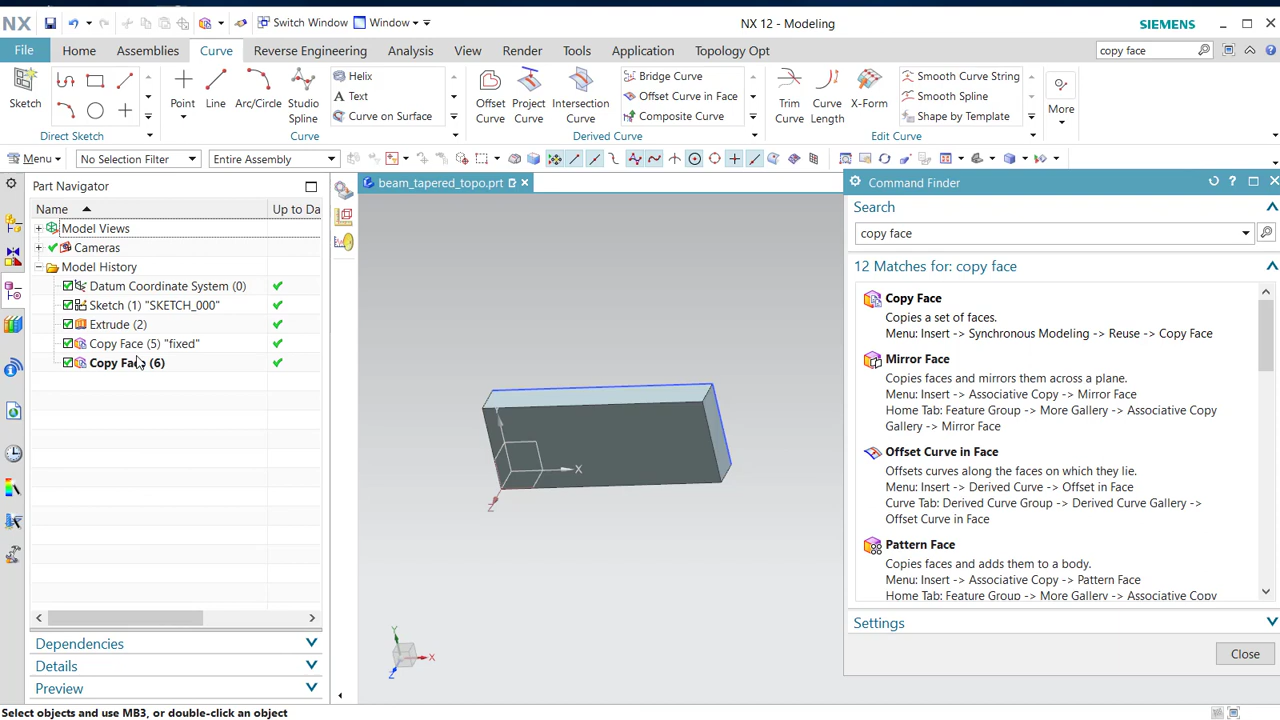 NX
Switch Window
Window
NX 12 - Modeling
SIEMENS
File
Home
Assemblies
Curve
Reverse Engineering
Analysis
View
Render
Tools
Application
Topology Opt
copy face
Sketch
Direct Sketch
Point
Line
Arc/Circle
Studio Spline
Helix
Text
Curve on Surface
Curve
Offset Curve
Project Curve
Intersection Curve
Bridge Curve
Offset Curve in Face
Composite Curve
Derived Curve
Trim Curve
Curve Length
X-Form
Smooth Curve String
Smooth Spline
Shape by Template
Edit Curve
More
Menu
No Selection Filter
Entire Assembly
Part Navigator
Name
Up to Da
Model Views
Cameras
Model History
Datum Coordinate System (0)
Sketch (1) "SKETCH_000"
Extrude (2)
Copy Face (5) "fixed"
Copy Face (6)
Dependencies
Details
Preview
beam_tapered_topo.prt
X
Z
Y
X
Z
Command Finder
Search
copy face
12 Matches for: copy face
Copy Face
Copies a set of faces.
Menu: Insert -> Synchronous Modeling -> Reuse -> Copy Face
Mirror Face
Copies faces and mirrors them across a plane.
Menu: Insert -> Associative Copy -> Mirror Face
Home Tab: Feature Group -> More Gallery -> Associative Copy
Gallery -> Mirror Face
Offset Curve in Face
Offsets curves along the faces on which they lie.
Menu: Insert -> Derived Curve -> Offset in Face
Curve Tab: Derived Curve Group -> Derived Curve Gallery ->
Offset Curve in Face
Pattern Face
Copies faces and adds them to a body.
Menu: Insert -> Associative Copy -> Pattern Face
Home Tab: Feature Group -> More Gallery -> Associative Copy
Settings
Close
Select objects and use MB3, or double-click an object